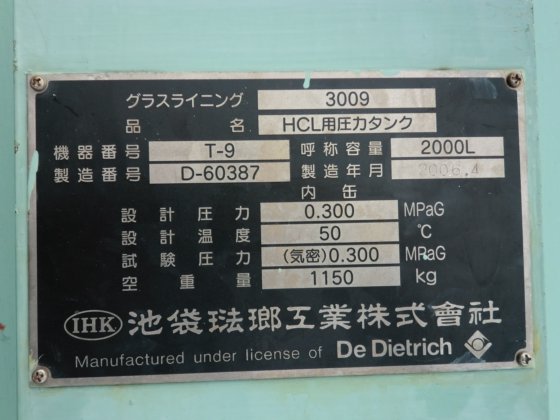 グラスライニング 3009
品名 HCL用圧力タンク
機器番号 T-9 呼称容量 2000L
製造番号 D-60387 製造年月 2006.4
内缶
設計圧力 0.300 MPaG
設計温度 50 ℃
試験圧力 (気密)0.300 MPaG
空重量 1150 kg
IHK 池袋琺瑯工業株式會社
Manufactured under license of De Dietrich